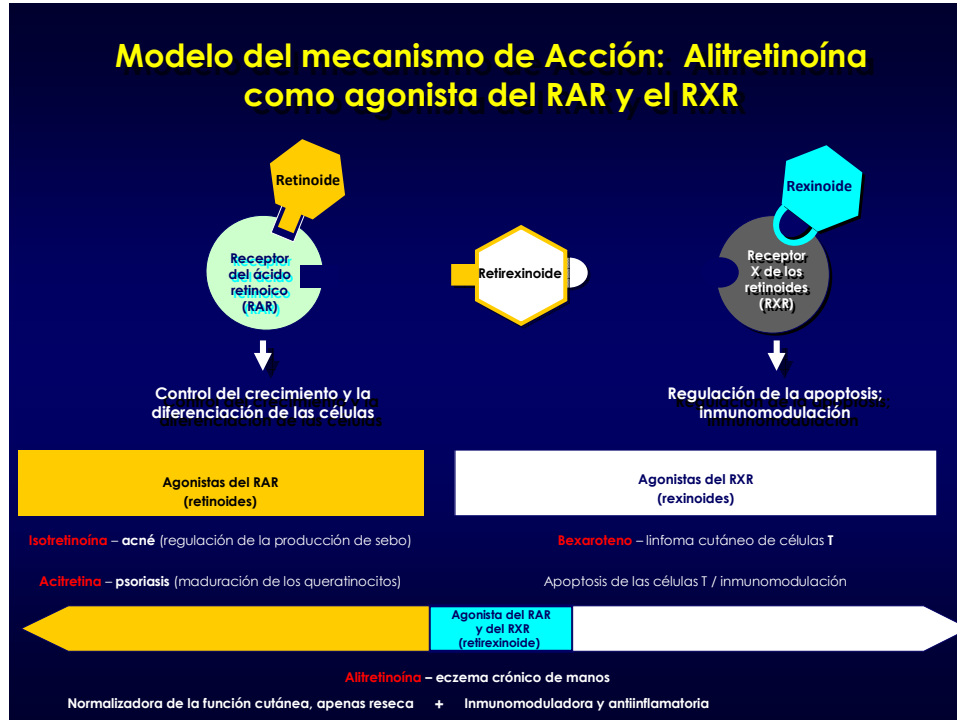 Modelo del mecanismo de Acción: Alitretinoína
como agonista del RAR y el RXR
Retinoide
Rexinoide
Receptor
del ácido
retinoico
(RAR)
Retirexinoide
Receptor
X de los
retinoides
(RXR)
Control del crecimiento y la
diferenciación de las células
Regulación de la apoptosis;
inmunomodulación
Agonistas del RAR
(retinoides)
Agonistas del RXR
(rexinoides)
Isotretinoína – acné (regulación de la producción de sebo)
Bexaroteno – linfoma cutáneo de células T
Acitretina – psoriasis (maduración de los queratinocitos)
Apoptosis de las células T / inmunomodulación
Agonista del RAR
y del RXR
(retirexinoide)
Alitretinoína – eczema crónico de manos
Normalizadora de la función cutánea, apenas reseca + Inmunomoduladora y antiinflamatoria